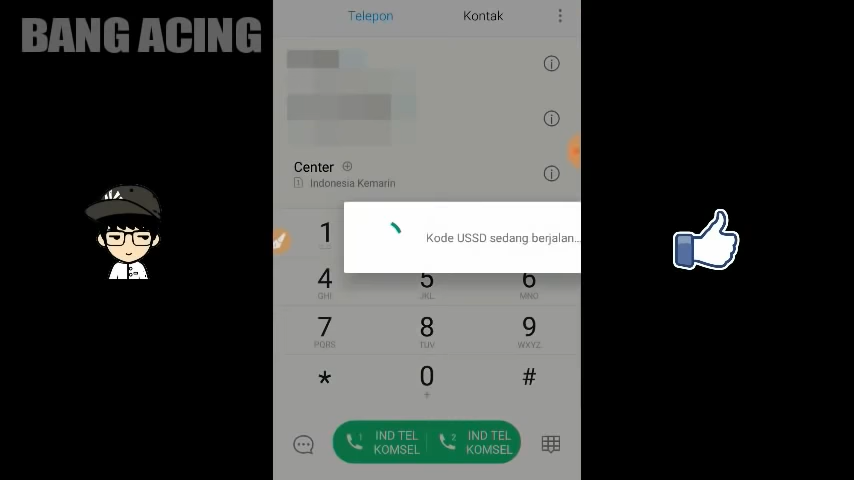 BANG ACING
Telepon
Kontak
Center
1 Indonesia Kemarin
1
Kode USSD sedang berjalan...
4
5
6
GHI
JKL
MNO
7
8
9
PQRS
TUV
WXYZ
*
0
#
+
1 IND TEL
KOMSEL
2 IND TEL
KOMSEL